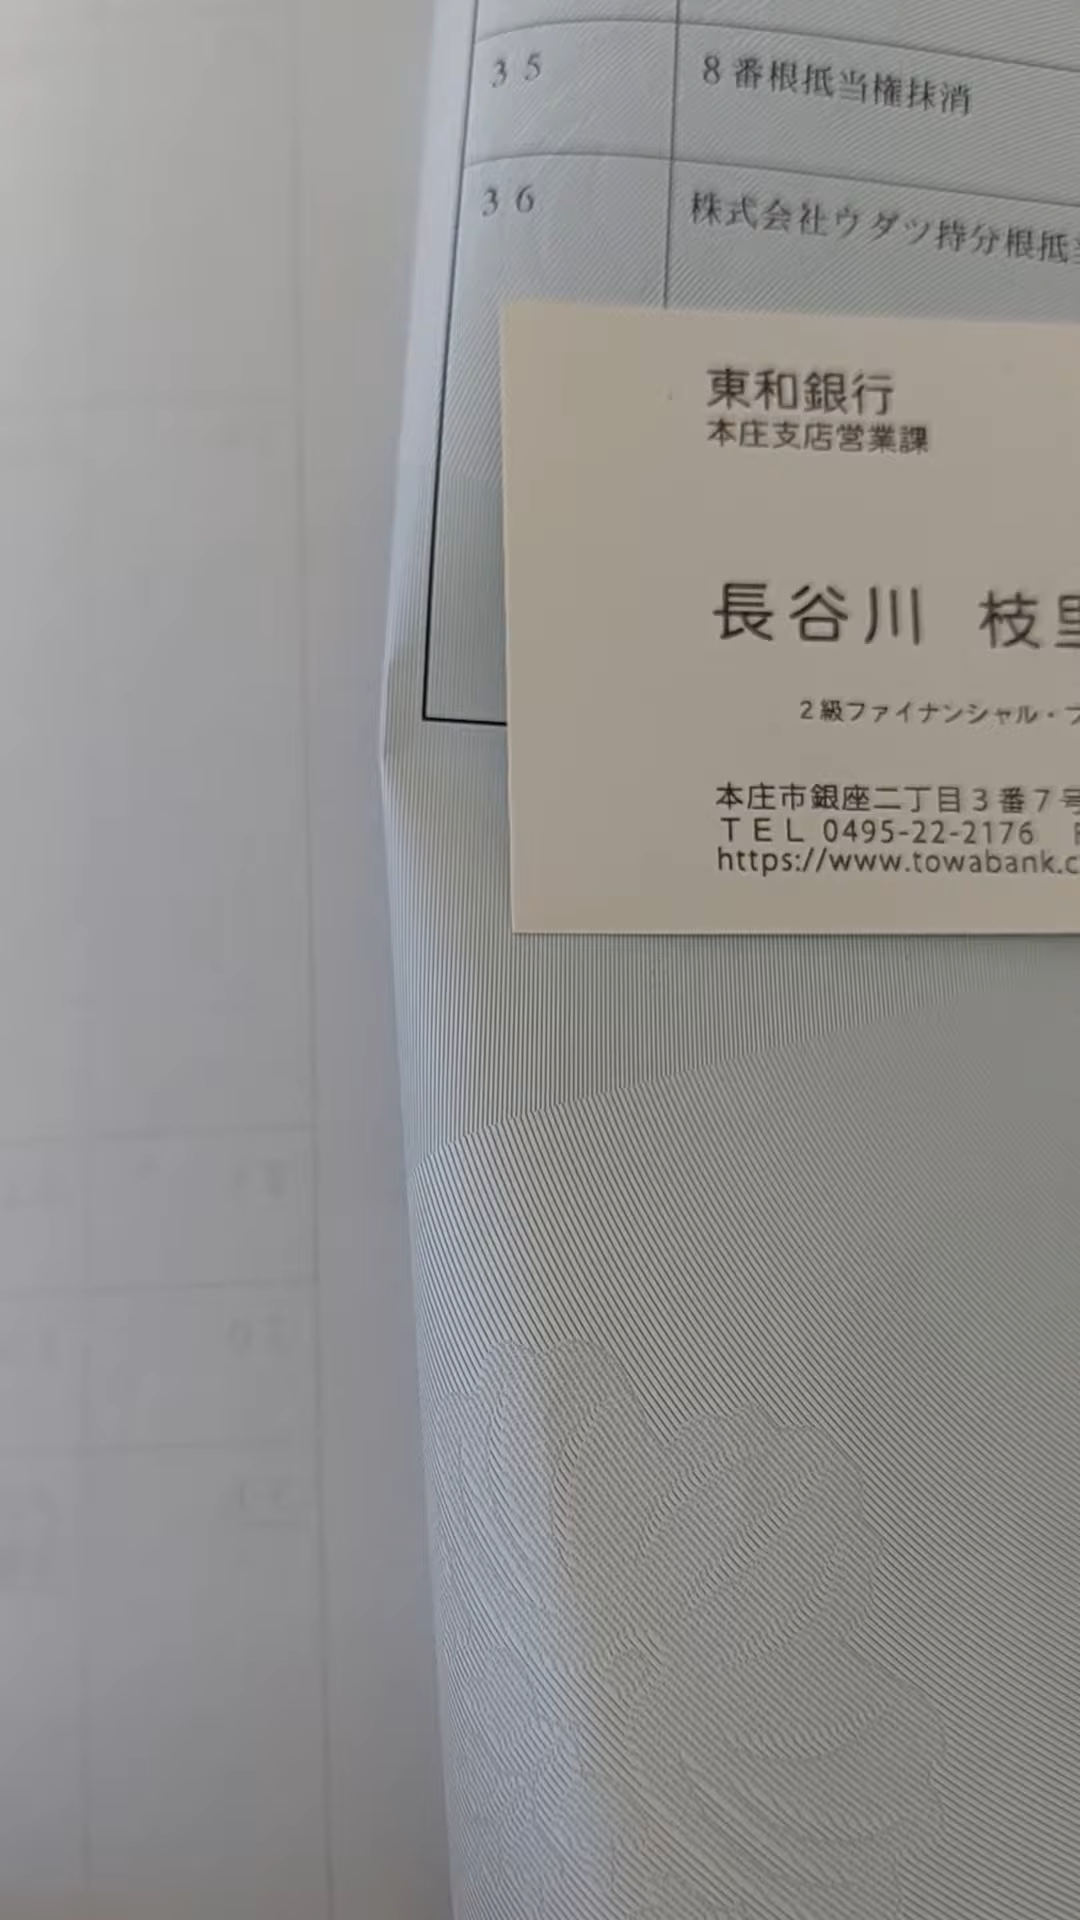 35
8番根抵当権抹消
36
株式会社ウダツ持分根抵
東和銀行
本庄支店営業課
長谷川 枝
2級ファイナンシャル・
本庄市銀座二丁目3番7号
TEL 0495-22-2176
https://www.towabank.c